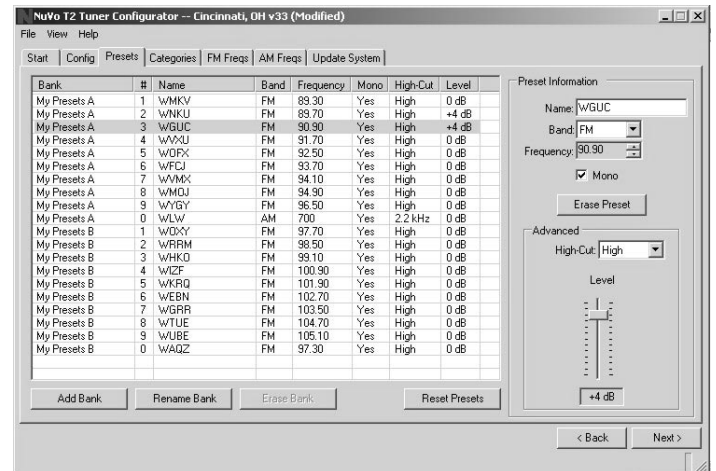 NuVo T2 Tuner Configurator -- Cincinnati, OH v33 (Modified)
File View Help
Start Config Presets Categories FM Freqs AM Freqs Update System
Bank # Name Band Frequency Mono High-Cut Level
My Presets A 1 WMKV FM 89.30 Yes High 0 dB
My Presets A 2 WNKU FM 89.70 Yes High +4 dB
My Presets A 3 WGUC FM 90.90 Yes High +4 dB
My Presets A 4 WVXU FM 91.70 Yes High 0 dB
My Presets A 5 WOFX FM 92.50 Yes High 0 dB
My Presets A 6 WFCJ FM 93.70 Yes High 0 dB
My Presets A 7 WVMX FM 94.10 Yes High 0 dB
My Presets A 8 WMOJ FM 94.90 Yes High 0 dB
My Presets A 9 WYGY FM 96.50 Yes High 0 dB
My Presets A 0 WLW AM 700 Yes 2.2 kHz 0 dB
My Presets B 1 WOXY FM 97.70 Yes High 0 dB
My Presets B 2 WRRM FM 98.50 Yes High 0 dB
My Presets B 3 WHKO FM 99.10 Yes High 0 dB
My Presets B 4 WIZF FM 100.90 Yes High 0 dB
My Presets B 5 WKRQ FM 101.90 Yes High 0 dB
My Presets B 6 WEBN FM 102.70 Yes High 0 dB
My Presets B 7 WGRR FM 103.50 Yes High 0 dB
My Presets B 8 WTUE FM 104.70 Yes High 0 dB
My Presets B 9 WUBE FM 105.10 Yes High 0 dB
My Presets B 0 WAQZ FM 97.30 Yes High 0 dB
Add Bank Rename Bank Erase Bank Reset Presets
Preset Information
Name: WGUC
Band: FM
Frequency: 90.90
Mono
Erase Preset
Advanced
High-Cut: High
Level
+4 dB
< Back Next >